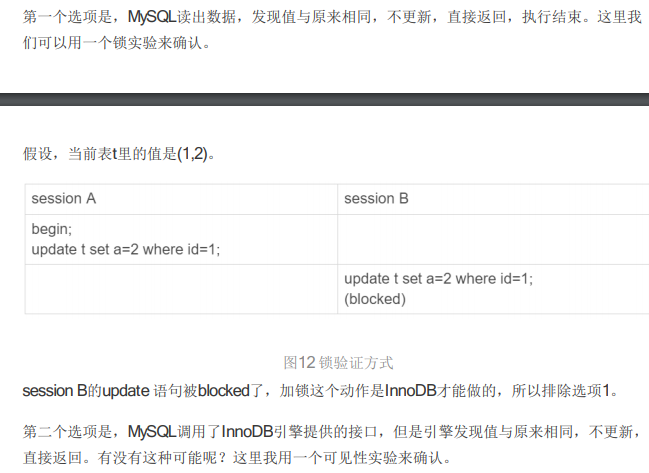 第一个选项是，MySQL读出数据，发现值与原来相同，不更新，直接返回，执行结束。这里我
们可以用一个锁实验来确认。
假设，当前表t里的值是(1,2)。
session A
session B
begin;
update t set a=2 where id=1;
update t set a=2 where id=1;
(blocked)
图12 锁验证方式
session B的update 语句被blocked了，加锁这个动作是InnoDB才能做的，所以排除选项1。
第二个选项是，MySQL调用了InnoDB引擎提供的接口，但是引擎发现值与原来相同，不更新，
直接返回。有没有这种可能呢？这里我用一个可见性实验来确认。